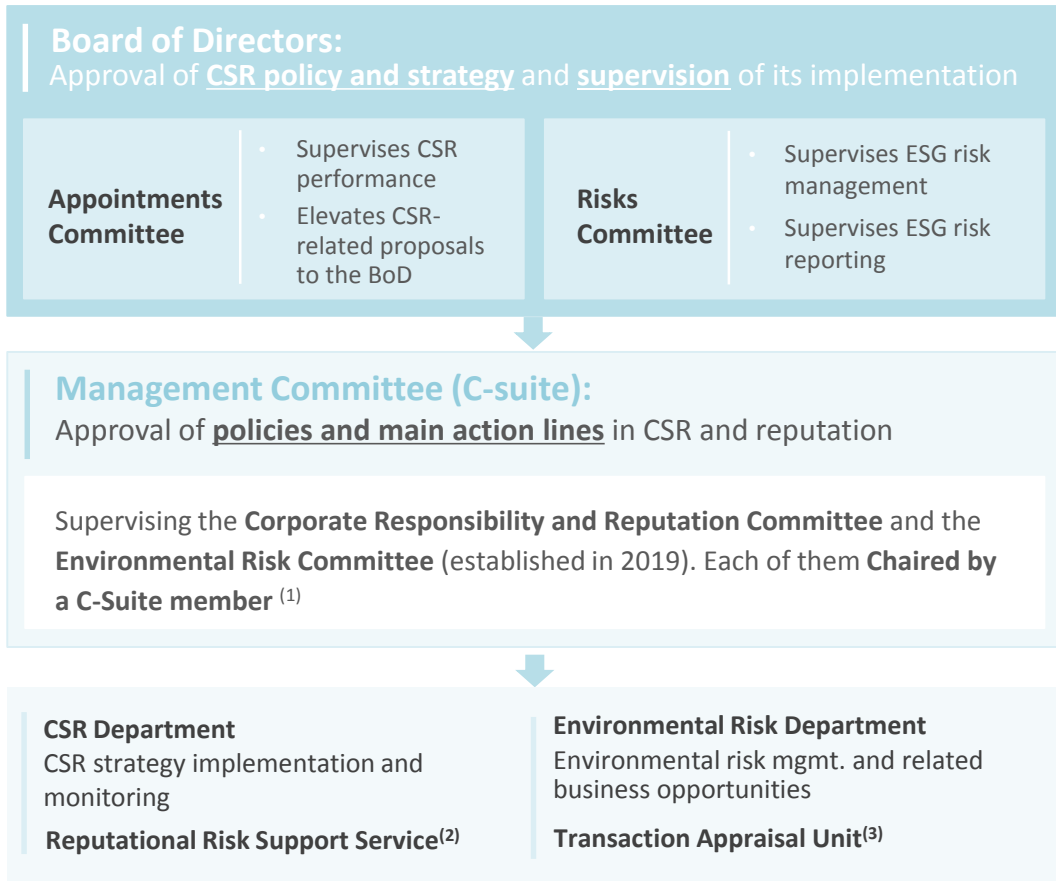 Board of Directors:
Approval of CSR policy and strategy and supervision of its implementation
Appointments
Committee
• Supervises CSR
performance
• Elevates CSR-
related proposals
to the BoD
Risks
Committee
• Supervises ESG risk
management
• Supervises ESG risk
reporting
Management Committee (C-suite):
Approval of policies and main action lines in CSR and reputation
Supervising the Corporate Responsibility and Reputation Committee and the
Environmental Risk Committee (established in 2019). Each of them Chaired by
a C-Suite member (1)
CSR Department
CSR strategy implementation and
monitoring
Reputational Risk Support Service(2)
Environmental Risk Department
Environmental risk mgmt. and related
business opportunities
Transaction Appraisal Unit(3)